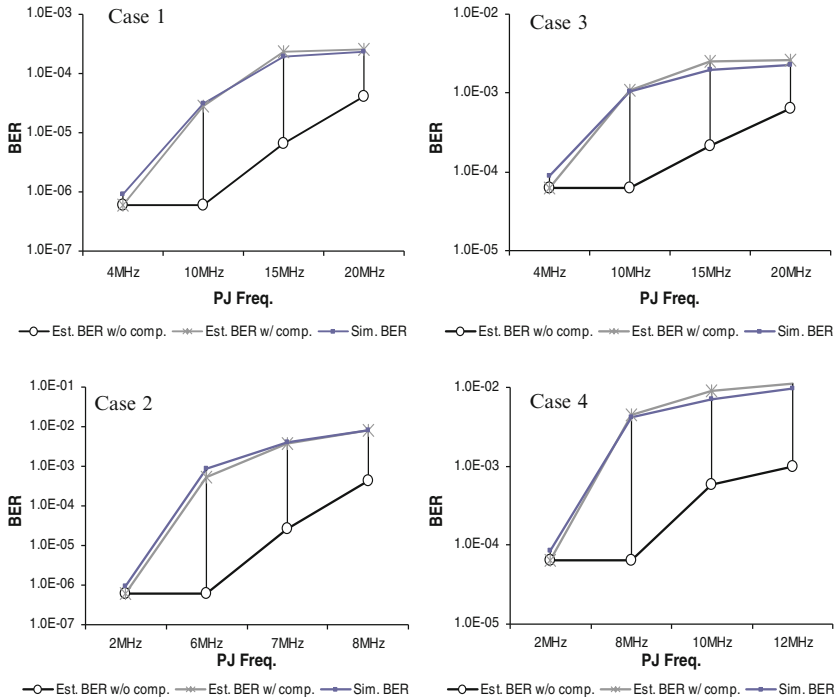 Case 1
1.0E-03
1.0E-04
1.0E-05
1.0E-06
1.0E-07
BER
4MHz 10MHz 15MHz 20MHz
PJ Freq.
Est. BER w/o comp. Est. BER w/ comp. Sim. BER
Case 3
1.0E-02
1.0E-03
1.0E-04
1.0E-05
BER
4MHz 10MHz 15MHz 20MHz
PJ Freq.
Est. BER w/o comp. Est. BER w/ comp. Sim. BER
Case 2
1.0E-01
1.0E-02
1.0E-03
1.0E-04
1.0E-05
1.0E-06
1.0E-07
BER
2MHz 6MHz 7MHz 8MHz
PJ Freq.
Est. BER w/o comp. Est. BER w/ comp. Sim. BER
Case 4
1.0E-02
1.0E-03
1.0E-04
1.0E-05
BER
2MHz 8MHz 10MHz 12MHz
PJ Freq.
Est. BER w/o comp. Est. BER w/ comp. Sim. BER